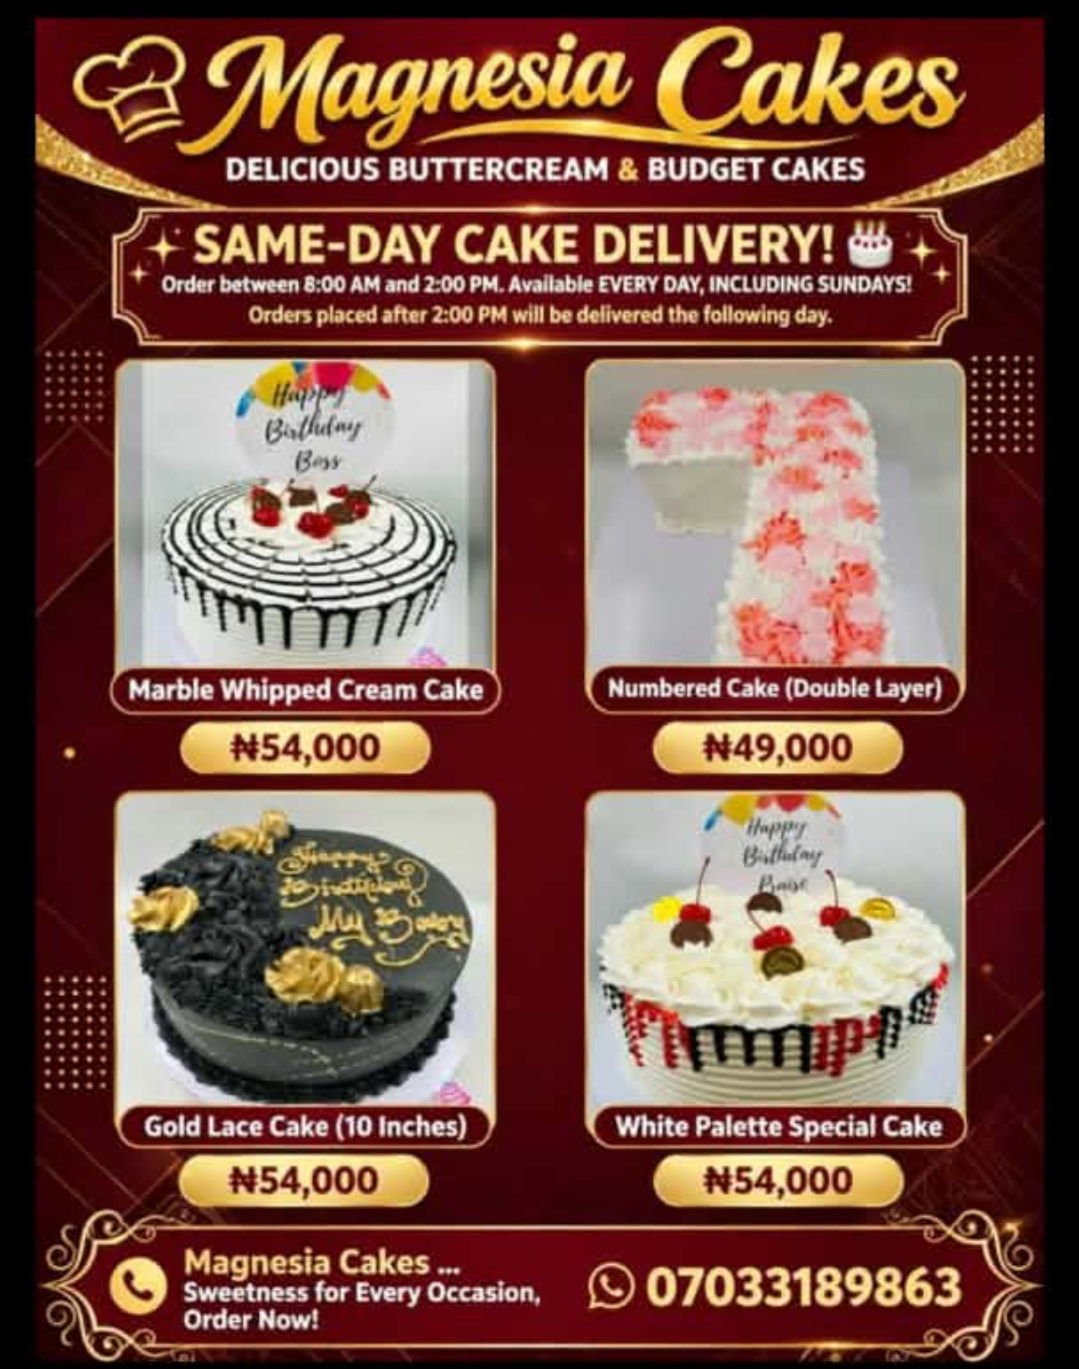 Magnesia Cakes
DELICIOUS BUTTERCREAM & BUDGET CAKES
SAME-DAY CAKE DELIVERY!
Order between 8:00 AM and 2:00 PM. Available EVERY DAY, INCLUDING SUNDAYS!
Orders placed after 2:00 PM will be delivered the following day.
Happy
Birthday
Boss
Marble Whipped Cream Cake
₦54,000
Numbered Cake (Double Layer)
₦49,000
Happy
Birthday
My
Gold Lace Cake (10 Inches)
₦54,000
Happy
Birthday
Praise
White Palette Special Cake
₦54,000
Magnesia Cakes ...
Sweetness for Every Occasion,
Order Now!
07033189863